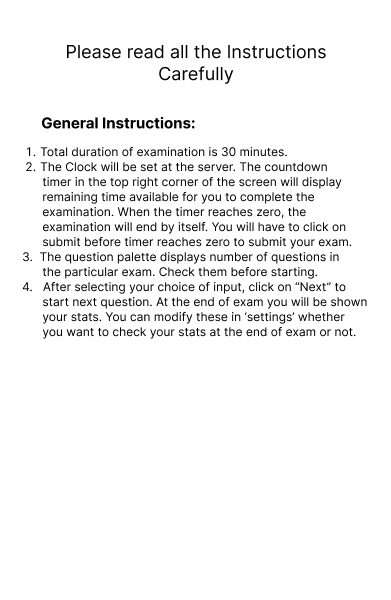 Please read all the Instructions
Carefully
General Instructions:
1. Total duration of examination is 30 minutes.
2. The Clock will be set at the server. The countdown
timer in the top right corner of the screen will display
remaining time available for you to complete the
examination. When the timer reaches zero, the
examination will end by itself. You will have to click on
submit before timer reaches zero to submit your exam.
3. The question palette displays number of questions in
the particular exam. Check them before starting.
4. After selecting your choice of input, click on “Next” to
start next question. At the end of exam you will be shown
your stats. You can modify these in ‘settings’ whether
you want to check your stats at the end of exam or not.